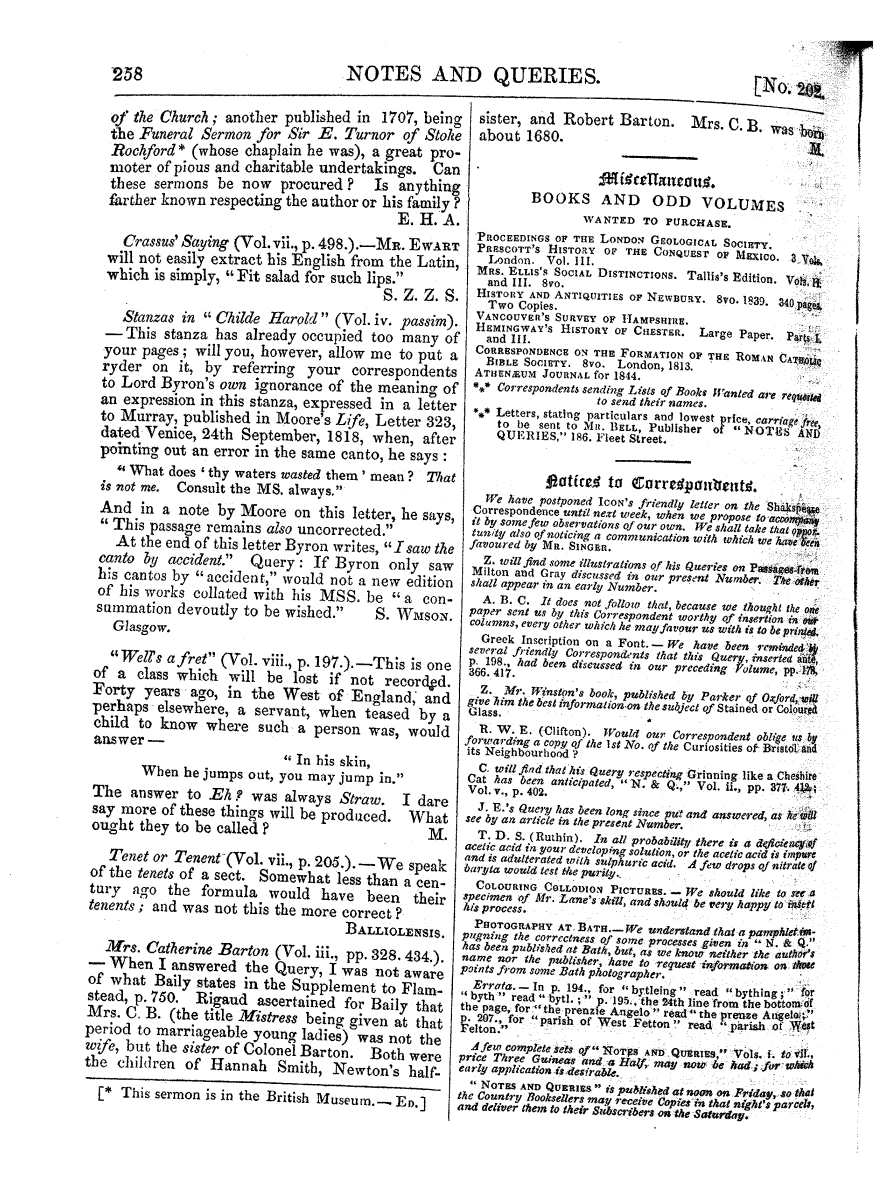 258
NOTES AND QUERIES.
[No. 202.
of the Church; another published in 1707, being
the Funeral Sermon for Sir E. Turnor of Stoke
Rochford* (whose chaplain he was), a great pro-
moter of pious and charitable undertakings. Can
these sermons be now procured? Is anything
farther known respecting the author or his family?
E. H. A.
Crassus' Saying (Vol. vii., p. 498.).—MR. EWART
will not easily extract his English from the Latin,
which is simply, "Fit salad for such lips."
S. Z. Z. S.
Stanzas in "Childe Harold" (Vol. iv. passim).
— This stanza has already occupied too many of
your pages; will you, however, allow me to put a
ryder on it, by referring your correspondents
to Lord Byron's own ignorance of the meaning of
an expression in this stanza, expressed in a letter
to Murray, published in Moore's Life, Letter 323,
dated Venice, 24th September, 1818, when, after
pointing out an error in the same canto, he says:
"What does 'thy waters wasted them' mean? That
is not me. Consult the MS. always."
And in a note by Moore on this letter, he says,
"This passage remains also uncorrected."
At the end of this letter Byron writes, "I saw the
canto by accident." Query: If Byron only saw
his cantos by "accident," would not a new edition
of his works collated with his MSS. be "a con-
summation devoutly to be wished." S. WMSON.
Glasgow.
"Well's a fret" (Vol. viii., p. 197.).—This is one
of a class which will be lost if not recorded.
Forty years ago, in the West of England, and
perhaps elsewhere, a servant, when teased by a
child to know where such a person was, would
answer—
"In his skin,
When he jumps out, you may jump in."
The answer to Eh? was always Straw. I dare
say more of these things will be produced. What
ought they to be called? M.
Tenet or Tenent (Vol. vii., p. 205.).—We speak
of the tenets of a sect. Somewhat less than a cen-
tury ago the formula would have been their
tenents; and was not this the more correct?
BALLIOLENSIS.
Mrs. Catherine Barton (Vol. iii., pp. 328. 434.).
— When I answered the Query, I was not aware
of what Baily states in the Supplement to Flam-
stead, p. 750. Rigaud ascertained for Baily that
Mrs. C. B. (the title Mistress being given at that
period to marriageable young ladies) was not the
wife, but the sister of Colonel Barton. Both were
the children of Hannah Smith, Newton's half-
[* This sermon is in the British Museum.—ED.]
sister, and Robert Barton. Mrs. C. B. was born
about 1680. M.
Miscellaneous.
BOOKS AND ODD VOLUMES
WANTED TO PURCHASE.
PROCEEDINGS OF THE LONDON GEOLOGICAL SOCIETY.
PRESCOTT'S HISTORY OF THE CONQUEST OF MEXICO. 3 Vols.
London. Vol. III.
MRS. ELLIS'S SOCIAL DISTINCTIONS. Tallis's Edition. Vols. II.
and III. 8vo.
HISTORY AND ANTIQUITIES OF NEWBURY. 8vo. 1839. 340 pages.
Two Copies.
VANCOUVER'S SURVEY OF HAMPSHIRE.
HEMINGWAY'S HISTORY OF CHESTER. Large Paper. Parts I.
and III.
CORRESPONDENCE ON THE FORMATION OF THE ROMAN CATHOLIC
BIBLE SOCIETY. 8vo. London, 1813.
ATHENÆUM JOURNAL for 1844.
*** Correspondents sending Lists of Books Wanted are requested
to send their names.
*** Letters, stating particulars and lowest price, carriage free,
to be sent to MR. BELL, Publisher of "NOTES AND
QUERIES," 186. Fleet Street.
Notices to Correspondents.
We have postponed ICON'S friendly letter on the Shakspeare
Correspondence until next week, when we propose to accompany
it by some few observations of our own. We shall take that oppor-
tunity also of noticing a communication with which we have been
favoured by MR. SINGER.
Z. will find some illustrations of his Queries on Passages from
Milton and Gray discussed in our present Number. The other
shall appear in an early Number.
A. B. C. It does not follow that, because we thought the one
paper sent us by this Correspondent worthy of insertion in our
columns, every other which he may favour us with is to be printed.
Greek Inscription on a Font.—We have been reminded by
several friendly Correspondents that this Query, inserted antè,
p. 198., had been discussed in our preceding Volume, pp. 178,
366. 417.
Z. Mr. Winston's book, published by Parker of Oxford, will
give him the best information on the subject of Stained or Coloured
Glass.
R. W. E. (Clifton). Would our Correspondent oblige us by
forwarding a copy of the 1st No. of the Curiosities of Bristol and
its Neighbourhood?
C. will find that his Query respecting Grinning like a Cheshire
Cat has been anticipated, "N. & Q.," Vol. ii., pp. 377. 412.;
Vol. v., p. 402.
J. E.'s Query has been long since put and answered, as he will
see by an article in the present Number.
T. D. S. (Ruthin). In all probability there is a deficiency of
acetic acid in your developing solution, or the acetic acid is impure
and is adulterated with sulphuric acid. A few drops of nitrate of
baryta would test the purity.
COLOURING COLLODION PICTURES.—We should like to see a
specimen of Mr. Lane's skill, and should be very happy to insert
his process.
PHOTOGRAPHY AT BATH.—We understand that a pamphlet im-
pugning the correctness of some processes given in "N. & Q."
has been published at Bath, but, as we know neither the author's
name nor the publisher, have to request information on those
points from some Bath photographer.
Errata.—In p. 194., for "bytleing" read "bything;" for
"byth" read "bytl.;" p. 195., the 24th line from the bottom of
the page, for "the prenzie Angelo" read "the prenze Angelo;"
p. 207., for "parish of West Fetton" read "parish of West
Felton."
A few complete sets of "NOTES AND QUERIES," Vols. i. to vii.,
price Three Guineas and a Half, may now be had; for which
early application is desirable.
"NOTES AND QUERIES" is published at noon on Friday, so that
the Country Booksellers may receive Copies in that night's parcels,
and deliver them to their Subscribers on the Saturday.